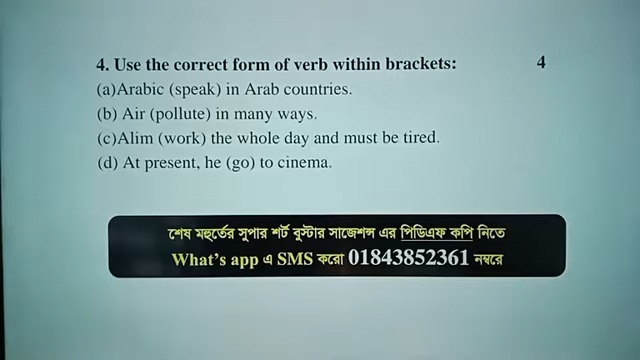 4. Use the correct form of verb within brackets: 4
(a)Arabic (speak) in Arab countries.
(b) Air (pollute) in many ways.
(c)Alim (work) the whole day and must be tired.
(d) At present, he (go) to cinema.
শেষ মহুর্তের সুপার শর্ট বুস্টার সাজেশন্স এর পিডিএফ কপি নিতে
What's app এ SMS করো 01843852361 নম্বরে